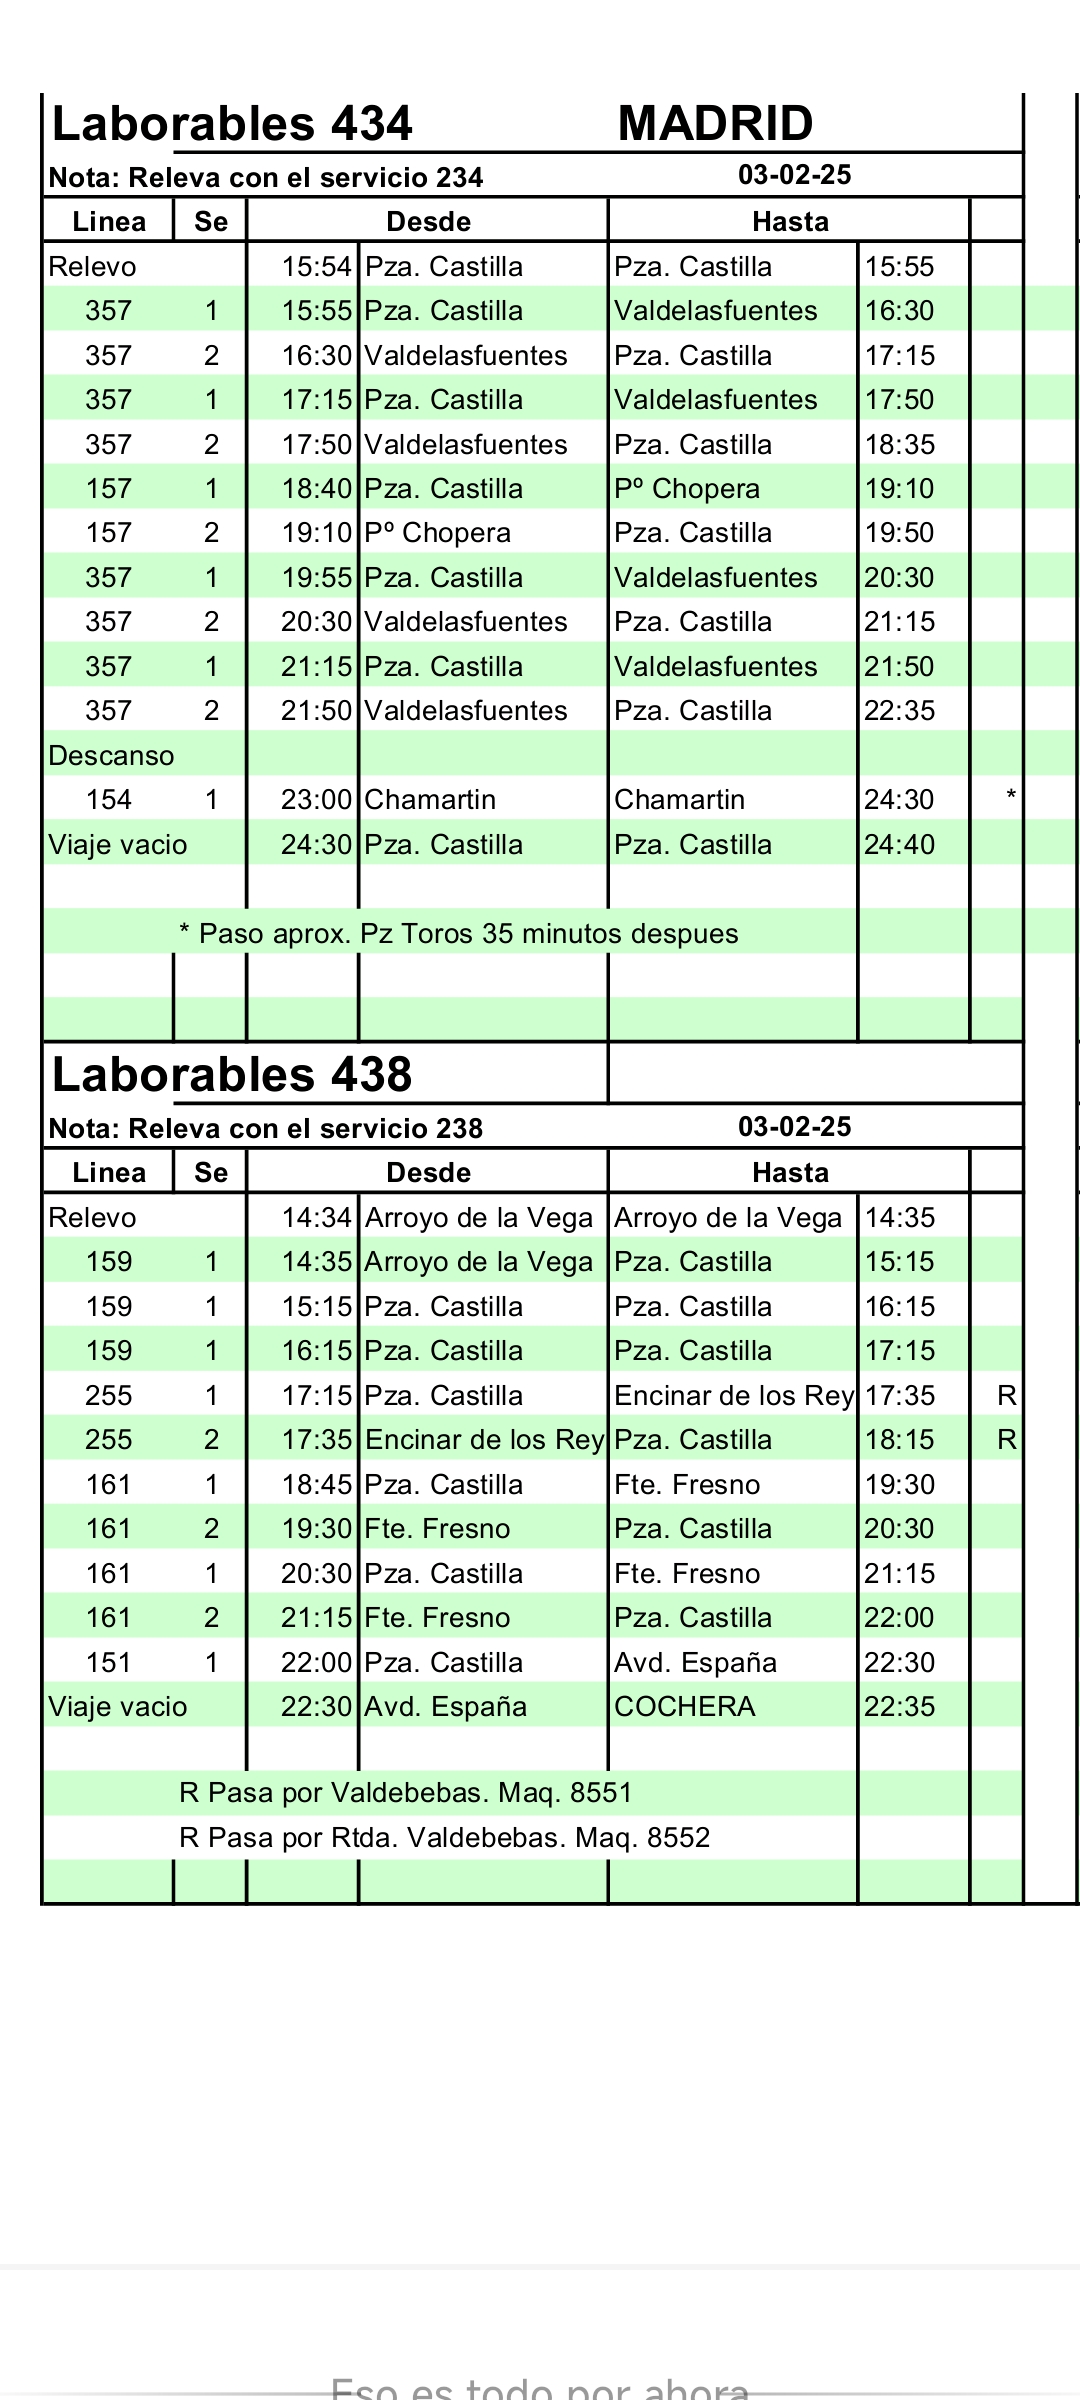 Laborables 434 MADRID
Nota: Releva con el servicio 234 03-02-25
Linea Se Desde Hasta
Relevo 15:54 Pza. Castilla Pza. Castilla 15:55
357 1 15:55 Pza. Castilla Valdelasfuentes 16:30
357 2 16:30 Valdelasfuentes Pza. Castilla 17:15
357 1 17:15 Pza. Castilla Valdelasfuentes 17:50
357 2 17:50 Valdelasfuentes Pza. Castilla 18:35
157 1 18:40 Pza. Castilla Pº Chopera 19:10
157 2 19:10 Pº Chopera Pza. Castilla 19:50
357 1 19:55 Pza. Castilla Valdelasfuentes 20:30
357 2 20:30 Valdelasfuentes Pza. Castilla 21:15
357 1 21:15 Pza. Castilla Valdelasfuentes 21:50
357 2 21:50 Valdelasfuentes Pza. Castilla 22:35
Descanso
154 1 23:00 Chamartin Chamartin 24:30 *
Viaje vacio 24:30 Pza. Castilla Pza. Castilla 24:40
* Paso aprox. Pz Toros 35 minutos despues
Laborables 438
Nota: Releva con el servicio 238 03-02-25
Linea Se Desde Hasta
Relevo 14:34 Arroyo de la Vega Arroyo de la Vega 14:35
159 1 14:35 Arroyo de la Vega Pza. Castilla 15:15
159 1 15:15 Pza. Castilla Pza. Castilla 16:15
159 1 16:15 Pza. Castilla Pza. Castilla 17:15
255 1 17:15 Pza. Castilla Encinar de los Rey 17:35 R
255 2 17:35 Encinar de los Rey Pza. Castilla 18:15 R
161 1 18:45 Pza. Castilla Fte. Fresno 19:30
161 2 19:30 Fte. Fresno Pza. Castilla 20:30
161 1 20:30 Pza. Castilla Fte. Fresno 21:15
161 2 21:15 Fte. Fresno Pza. Castilla 22:00
151 1 22:00 Pza. Castilla Avd. España 22:30
Viaje vacio 22:30 Avd. España COCHERA 22:35
R Pasa por Valdebebas. Maq. 8551
R Pasa por Rtda. Valdebebas. Maq. 8552
Eso es todo por ahora